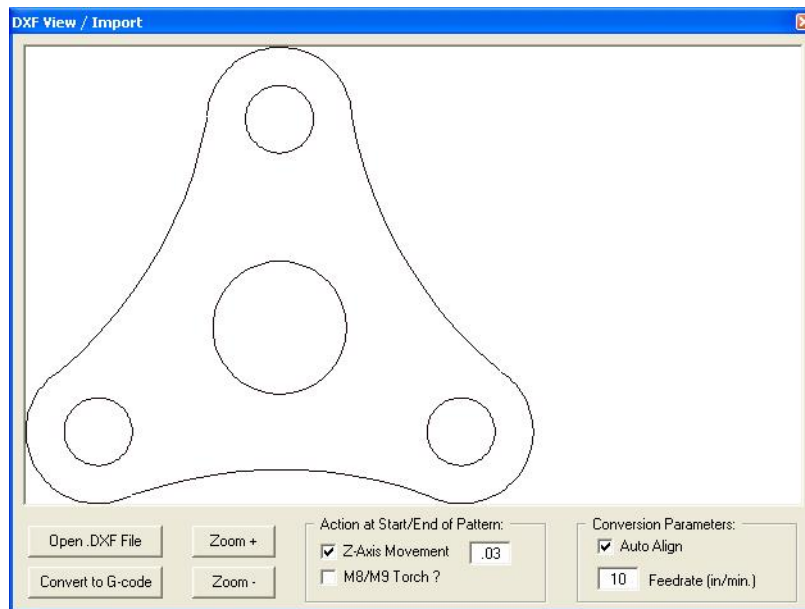 DXF View / Import
Open .DXF File
Zoom +
Action at Start/End of Pattern:
Conversion Parameters:
Z-Axis Movement .03
Auto Align
Convert to G-code
Zoom -
M8/M9 Torch ?
10 Feedrate (in/min.)